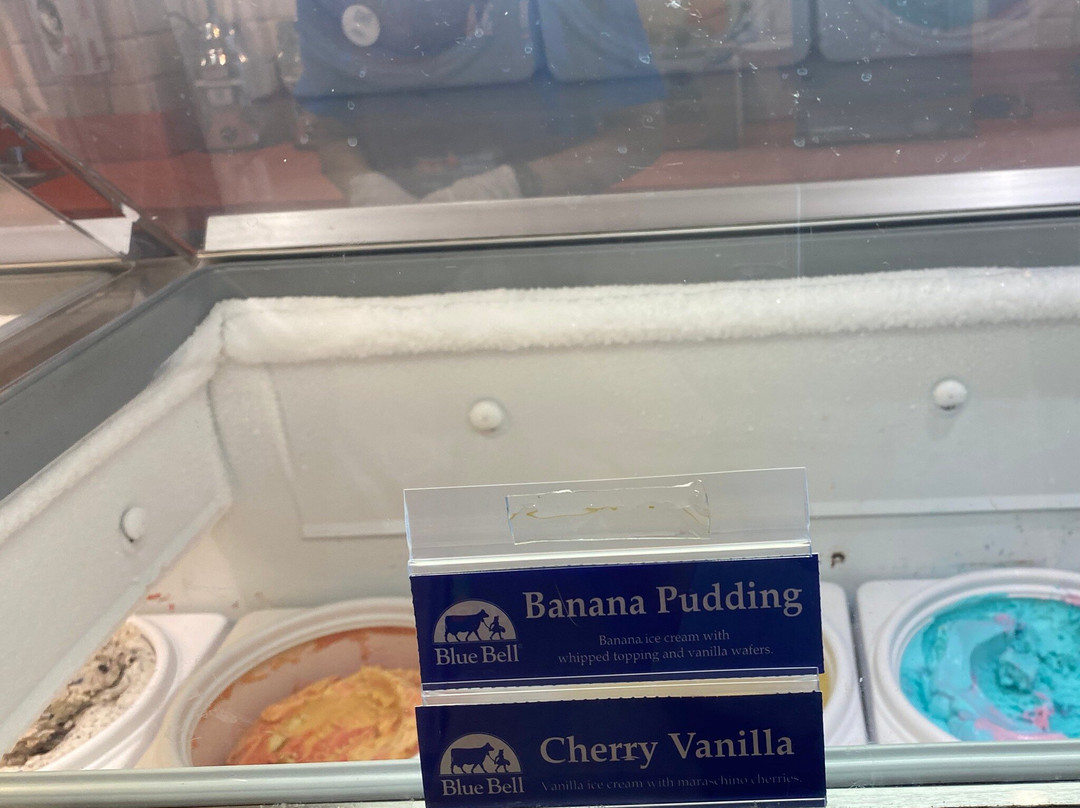 Banana Pudding
Blue Bell
Banana ice cream with
whipped topping and vanilla wafers.
Cherry Vanilla
Blue Bell
Vanilla ice cream with maraschino cherries.